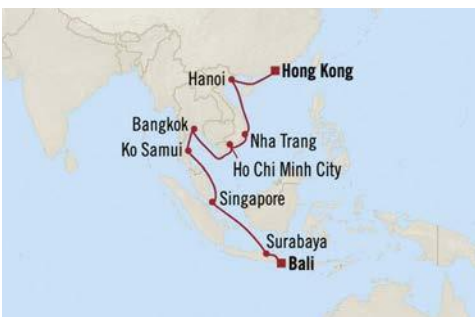 Hong Kong
Hanoi
Bangkok
Nha Trang
Ko Samui
Ho Chi Minh City
Singapore
Surabaya
Bali